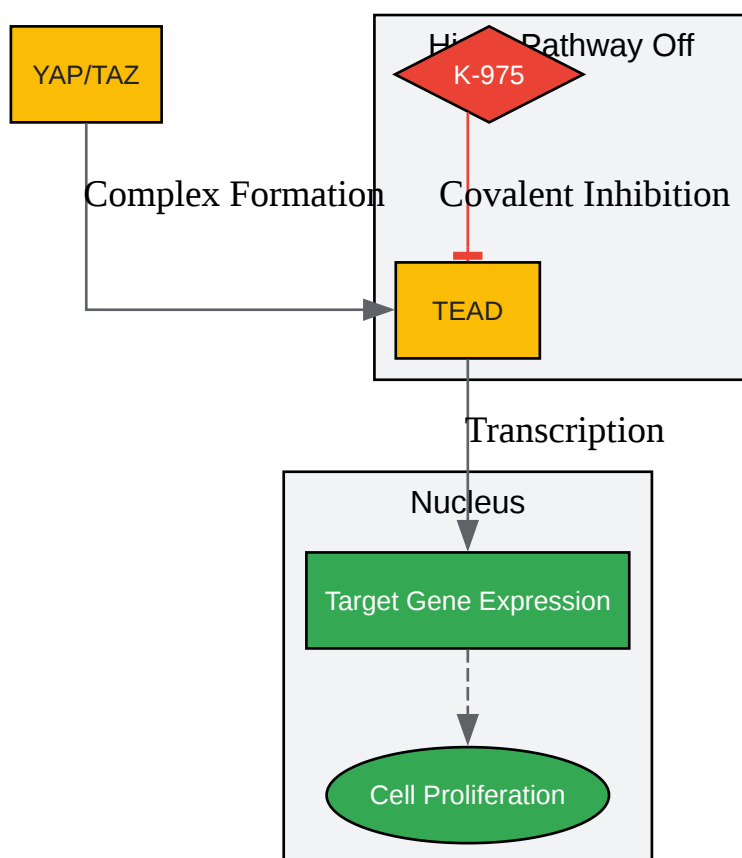 YAP/TAZ
Pathway Off
K-975
Complex Formation
Covalent Inhibition
TEAD
Transcription
Nucleus
Target Gene Expression
Cell Proliferation